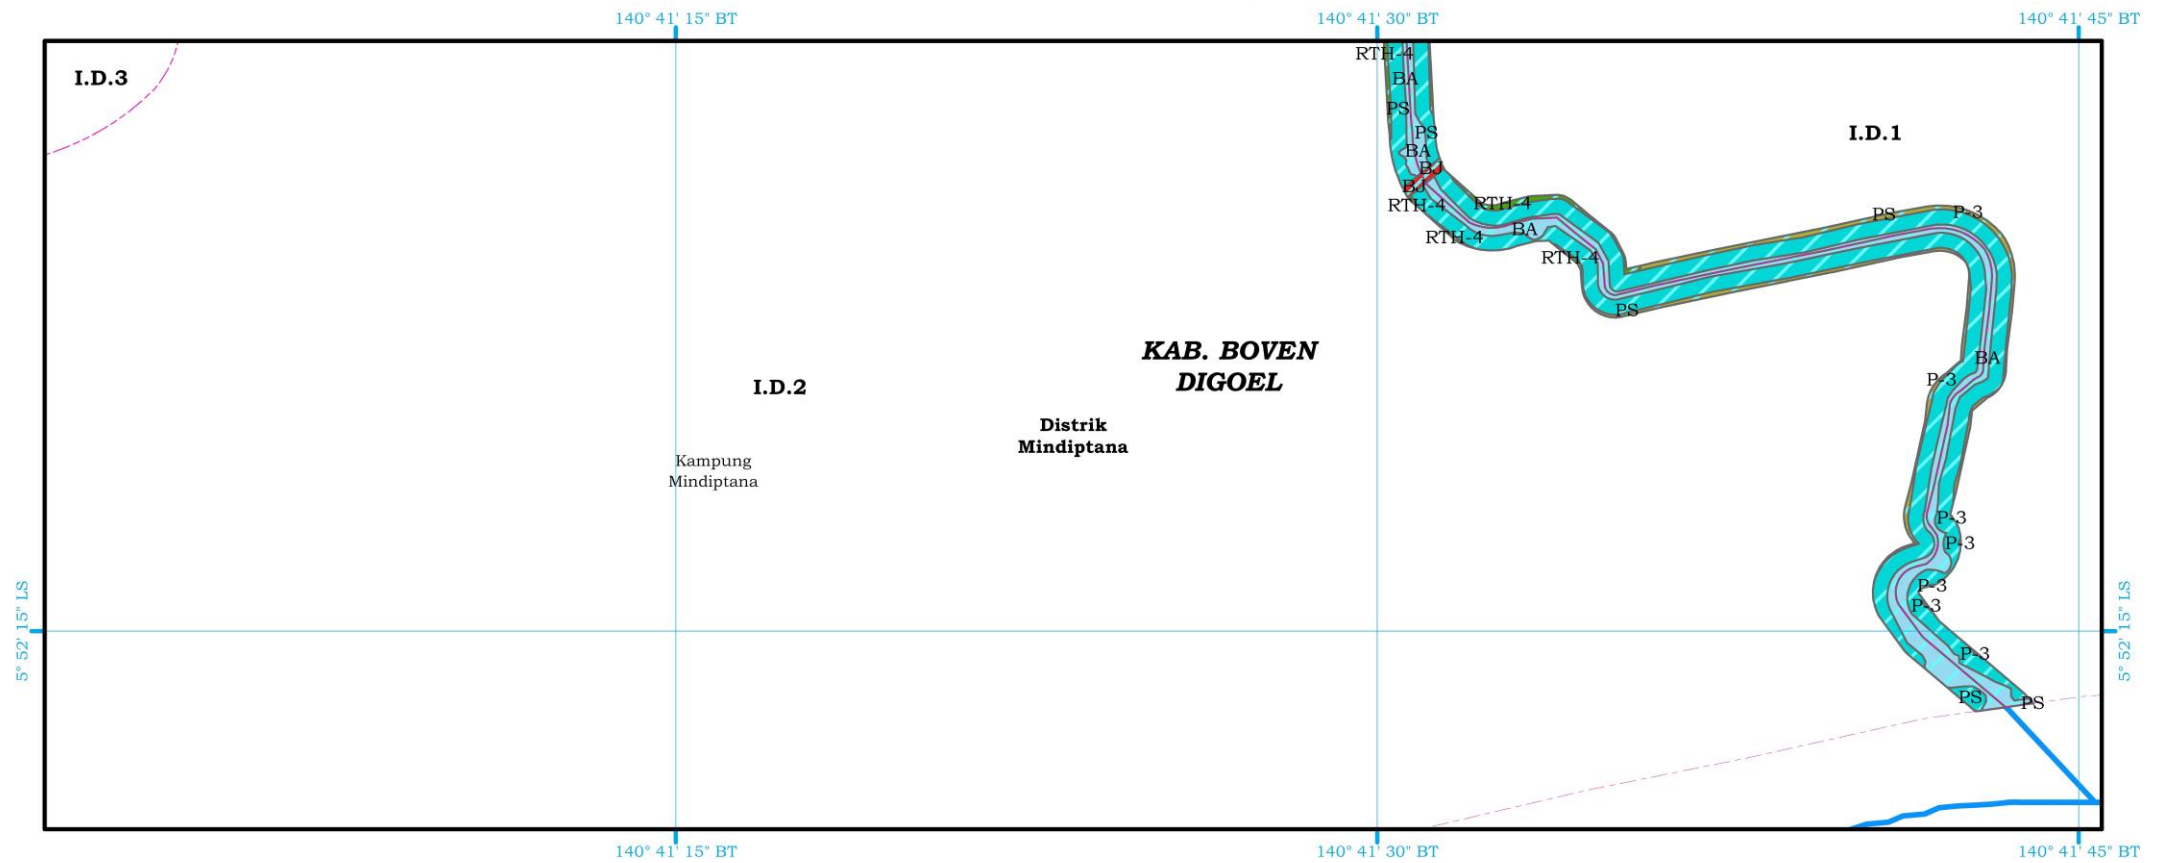 140° 41' 15" BT
140° 41' 30" BT
140° 41' 45" BT
I.D.3
RTH-4
BA
PS
PS
I.D.1
BA
BJ
BJ
RTH-4
RTH-4
PS
P-3
BA
RTH-4
RTH-4
PS
KAB. BOVEN
DIGOEL
BA
P-3
I.D.2
Distrik
Mindiptana
Kampung
Mindiptana
P-3
P-3
P-3
P-3
5° 52' 15" LS
5° 52' 15" LS
P-3
PS
PS
140° 41' 15" BT
140° 41' 30" BT
140° 41' 45" BT